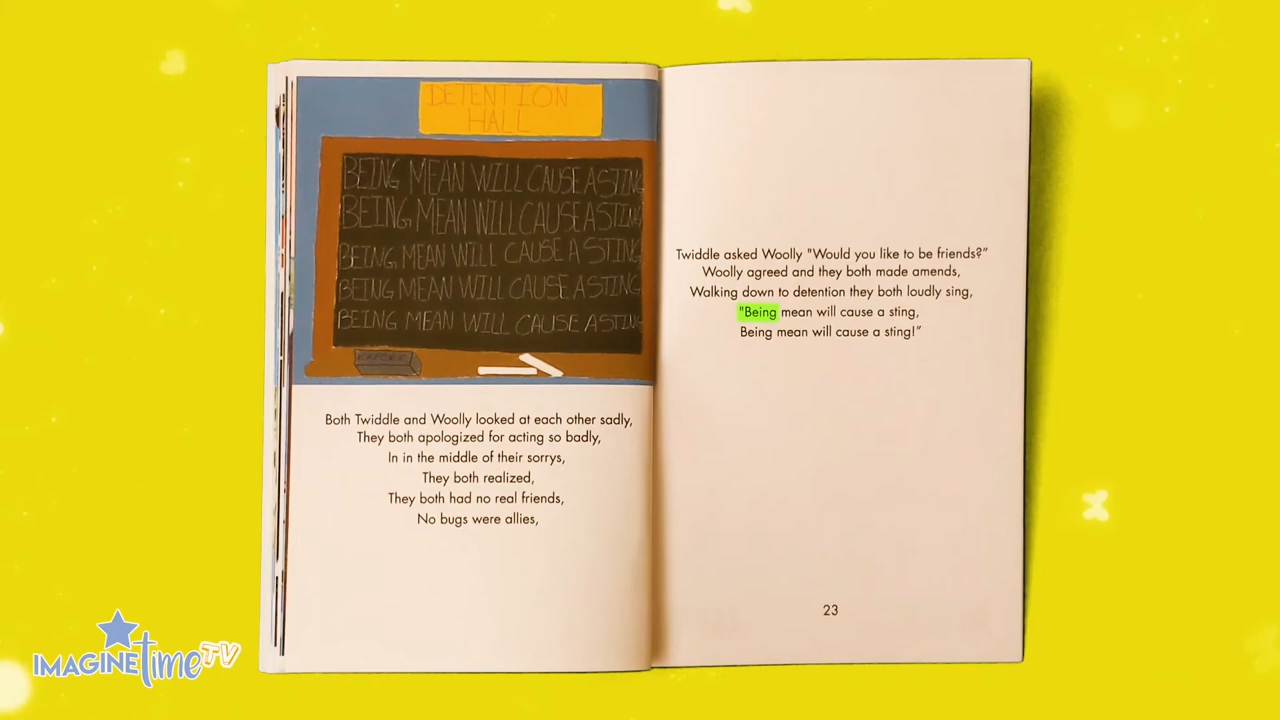 DETENTION
HALL
BEING MEAN WILL CAUSE A STING
BEING MEAN WILL CAUSE A STING
BEING MEAN WILL CAUSE A STING
BEING MEAN WILL CAUSE A STING
BEING MEAN WILL CAUSE A STING
Both Twiddle and Woolly looked at each other sadly,
They both apologized for acting so badly,
In in the middle of their sorrys,
They both realized,
They both had no real friends,
No bugs were allies,
Twiddle asked Woolly "Would you like to be friends?"
Woolly agreed and they both made amends,
Walking down to detention they both loudly sing,
"Being mean will cause a sting,
Being mean will cause a sting!"
23
IMAGINE time TV